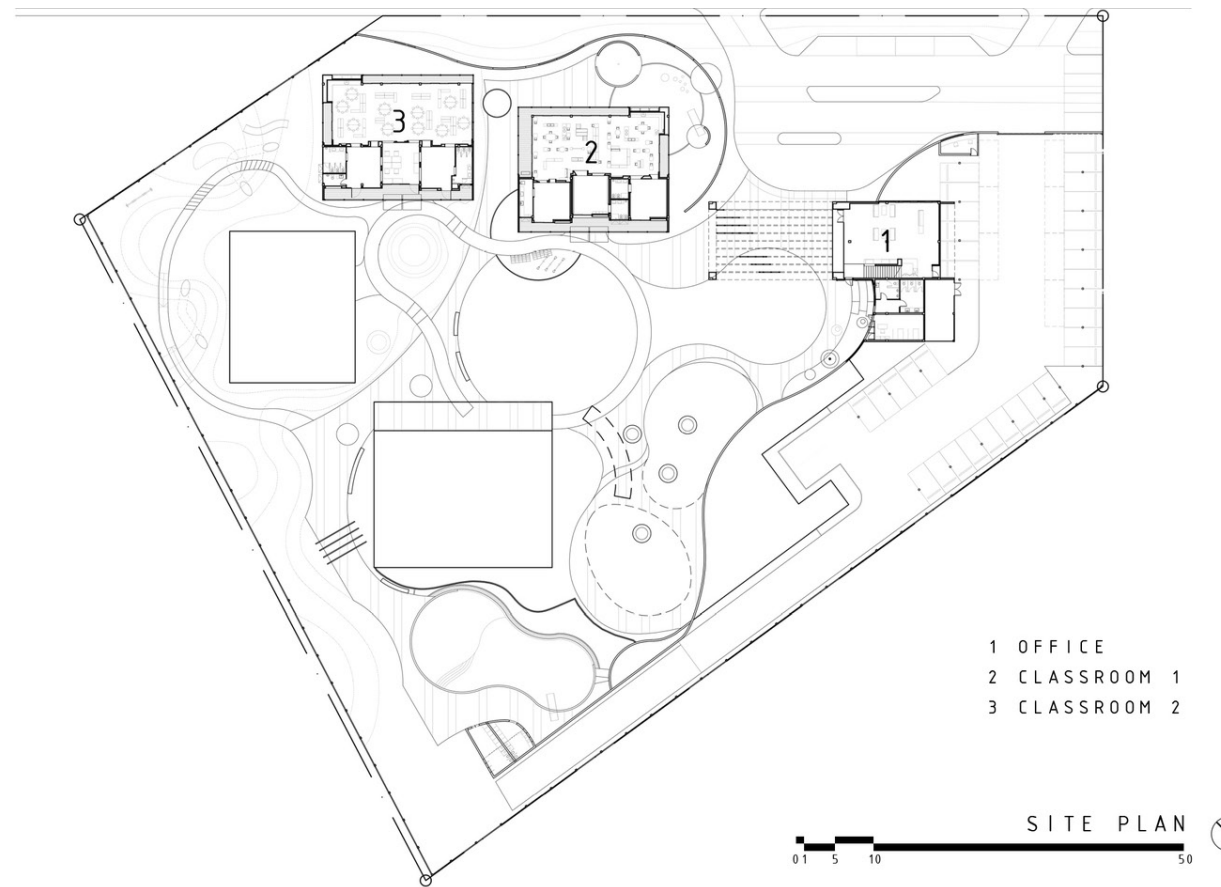 3
2
1
1 OFFICE
2 CLASSROOM 1
3 CLASSROOM 2
SITE PLAN
0 1 5 10 50